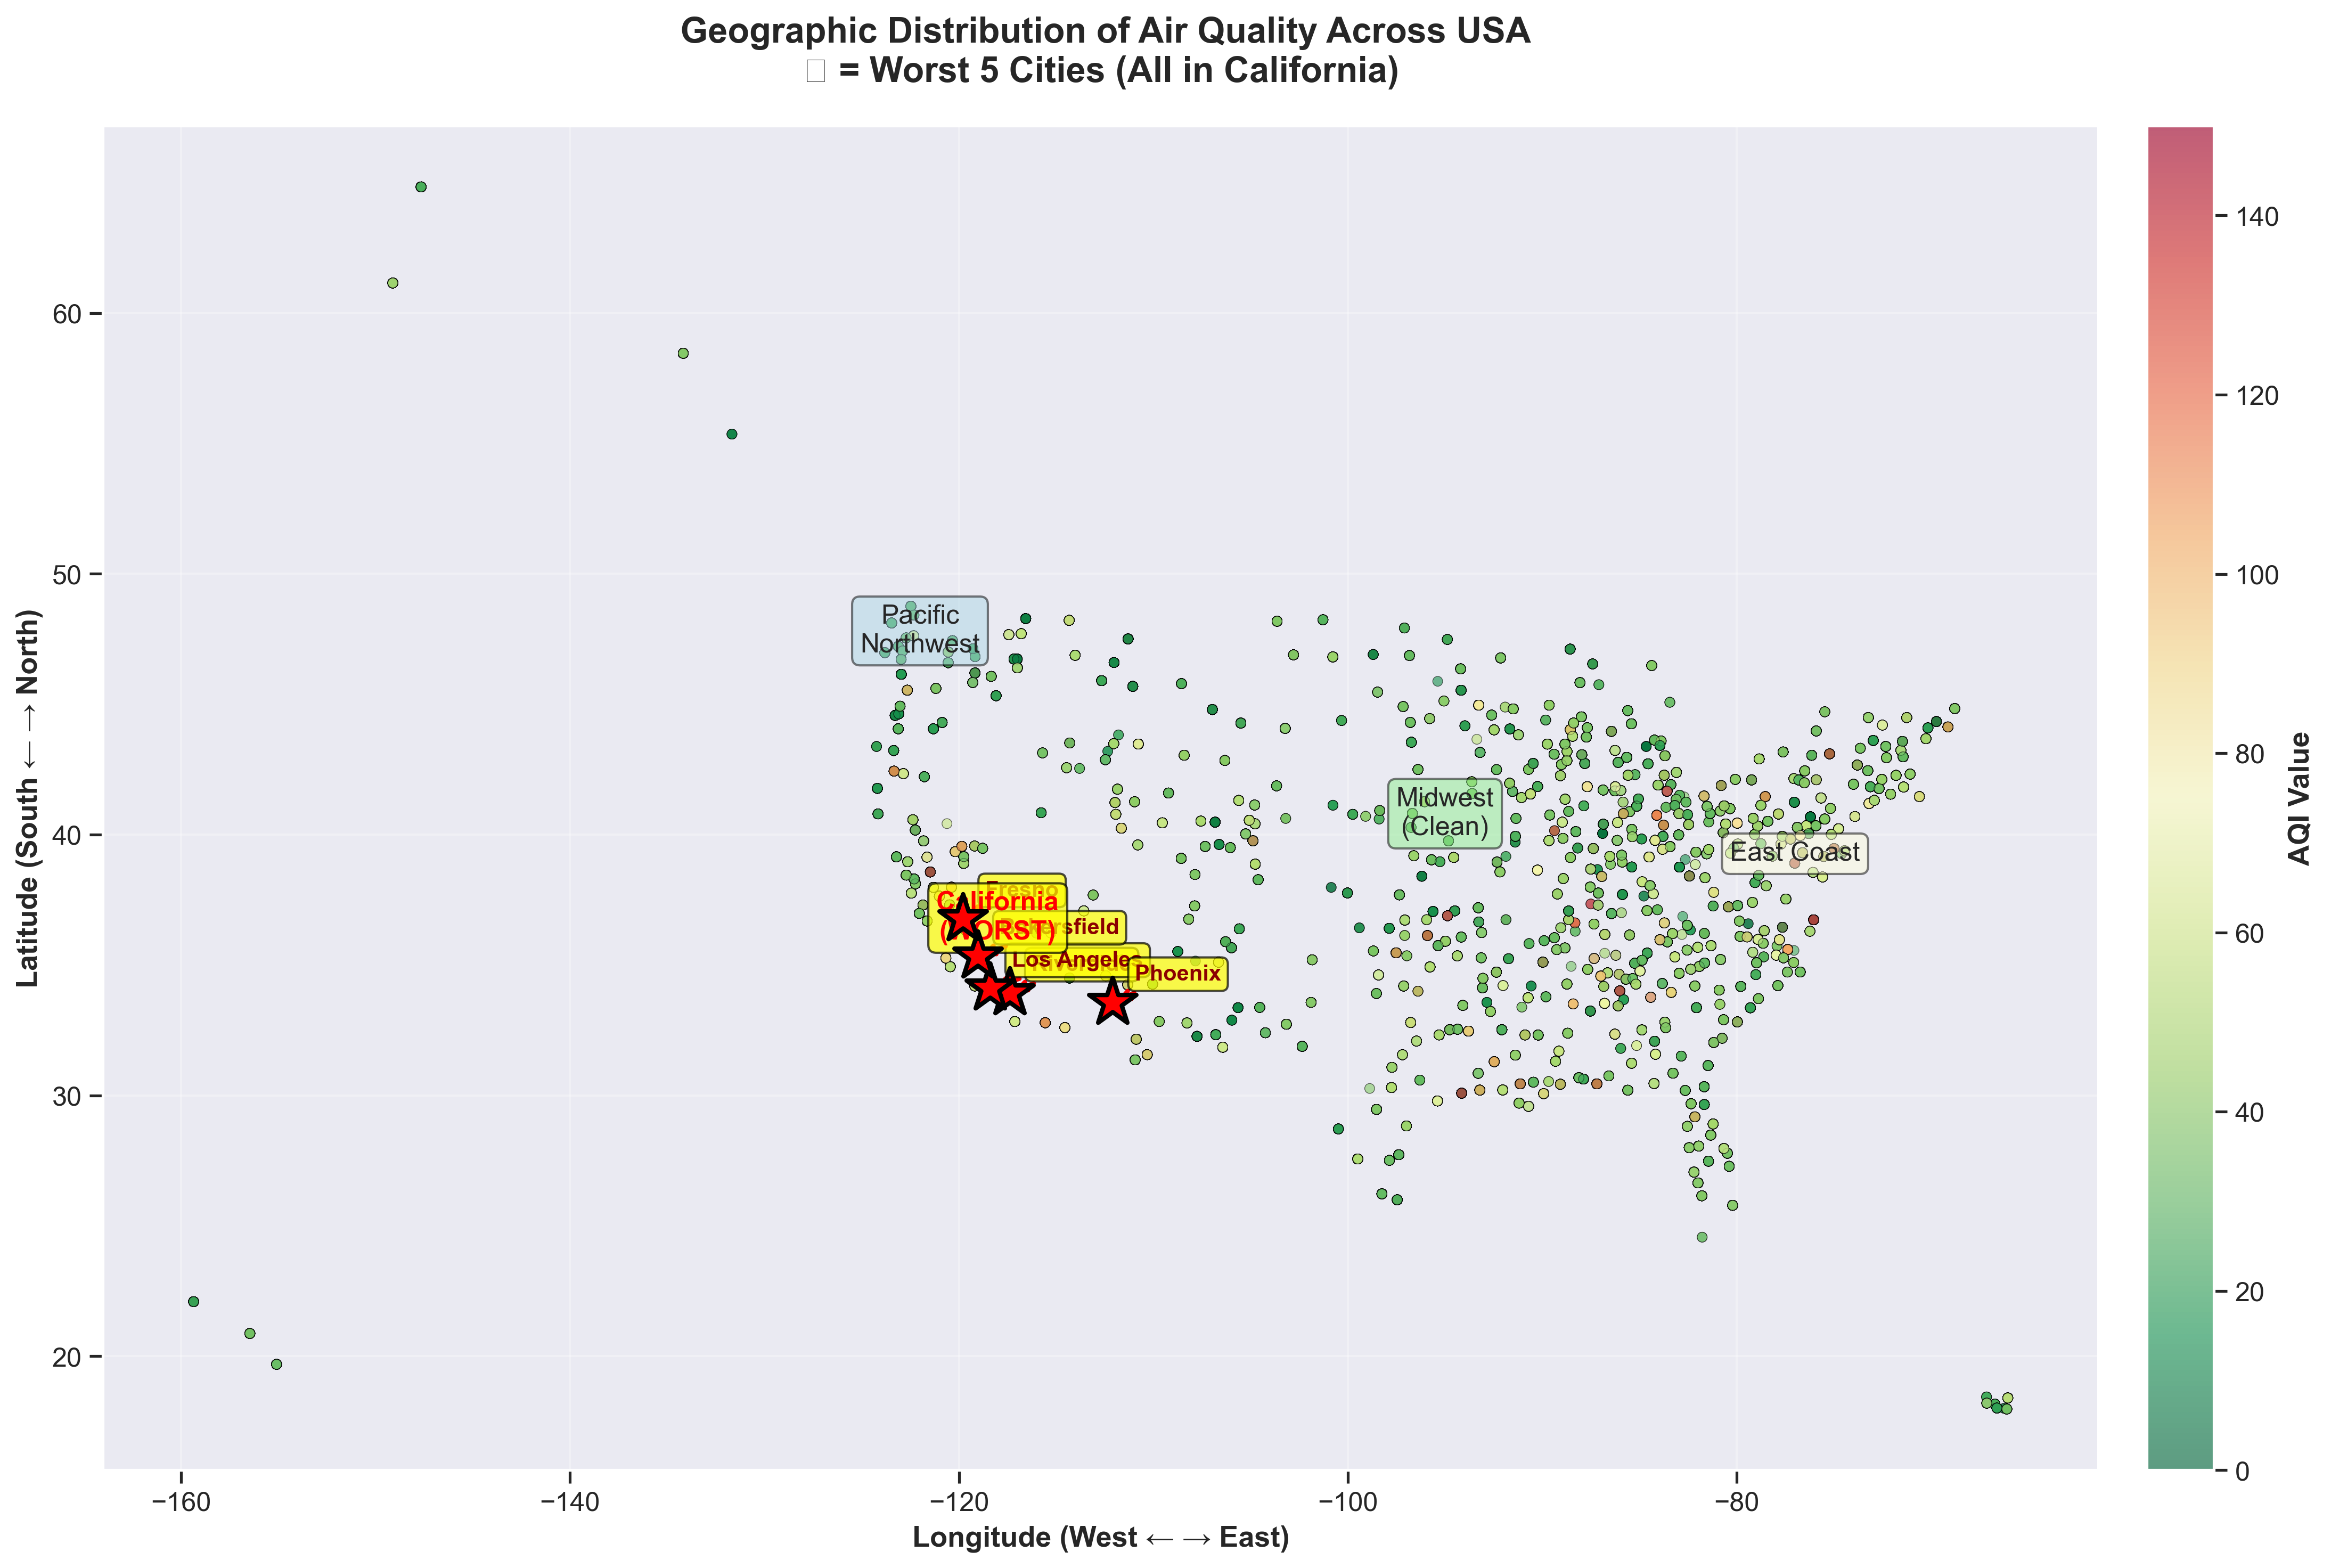 Geographic Distribution of Air Quality Across USA
□ = Worst 5 Cities (All in California)
140
120
100
80
60
40
20
0
AQI Value
60
50
40
30
20
Latitude (South ←→ North)
Pacific
Northwest
Midwest
(Clean)
East Coast
Fresno
California
(WORST)
Bakersfield
Los Angeles
Riverside
Phoenix
−160
−140
−120
−100
−80
Longitude (West ←→ East)